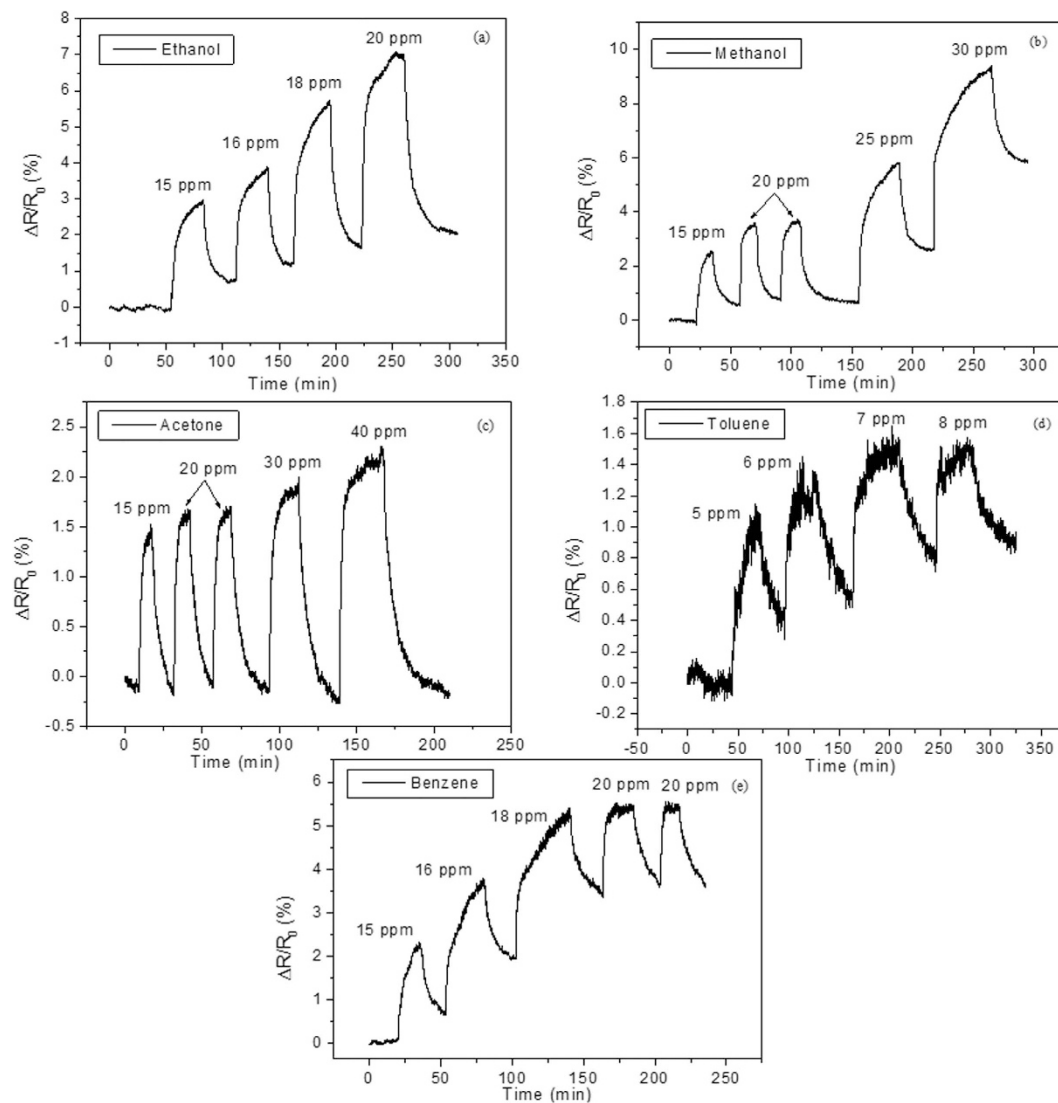 (a)
Ethanol
15 ppm
16 ppm
18 ppm
20 ppm
ΔR/R0 (%)
8
7
6
5
4
3
2
1
0
-1
0 50 100 150 200 250 300 350
Time (min)
(b)
Methanol
15 ppm
20 ppm
25 ppm
30 ppm
ΔR/R0 (%)
10
8
6
4
2
0
0 50 100 150 200 250 300
Time (min)
(c)
Acetone
15 ppm
20 ppm
30 ppm
40 ppm
ΔR/R0 (%)
2.5
2.0
1.5
1.0
0.5
0.0
-0.5
0 50 100 150 200 250
Time (min)
(d)
Toluene
5 ppm
6 ppm
7 ppm
8 ppm
ΔR/R0 (%)
1.8
1.6
1.4
1.2
1.0
0.8
0.6
0.4
0.2
0.0
-0.2
-50 0 50 100 150 200 250 300 350
Time (min)
(e)
Benzene
15 ppm
16 ppm
18 ppm
20 ppm 20 ppm
ΔR/R0 (%)
6
5
4
3
2
1
0
0 50 100 150 200 250
Time (min)